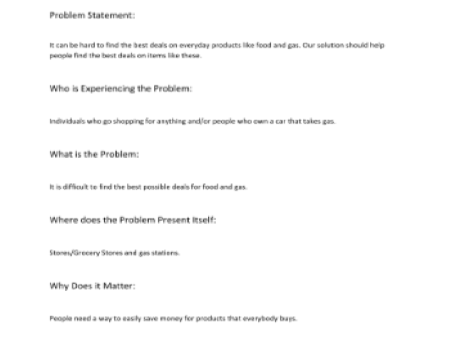 Problem Statement:
It can be hard to find the best deals on everyday products like food and gas. Our solution should help
people find the best deals on items like these.
Who is Experiencing the Problem:
Individuals who go shopping for anything and/or people who own a car that takes gas.
What is the Problem:
It is difficult to find the best possible deals for food and gas.
Where does the Problem Present Itself:
Stores/Grocery Stores and gas stations.
Why Does it Matter:
People need a way to easily save money for products that everybody buys.